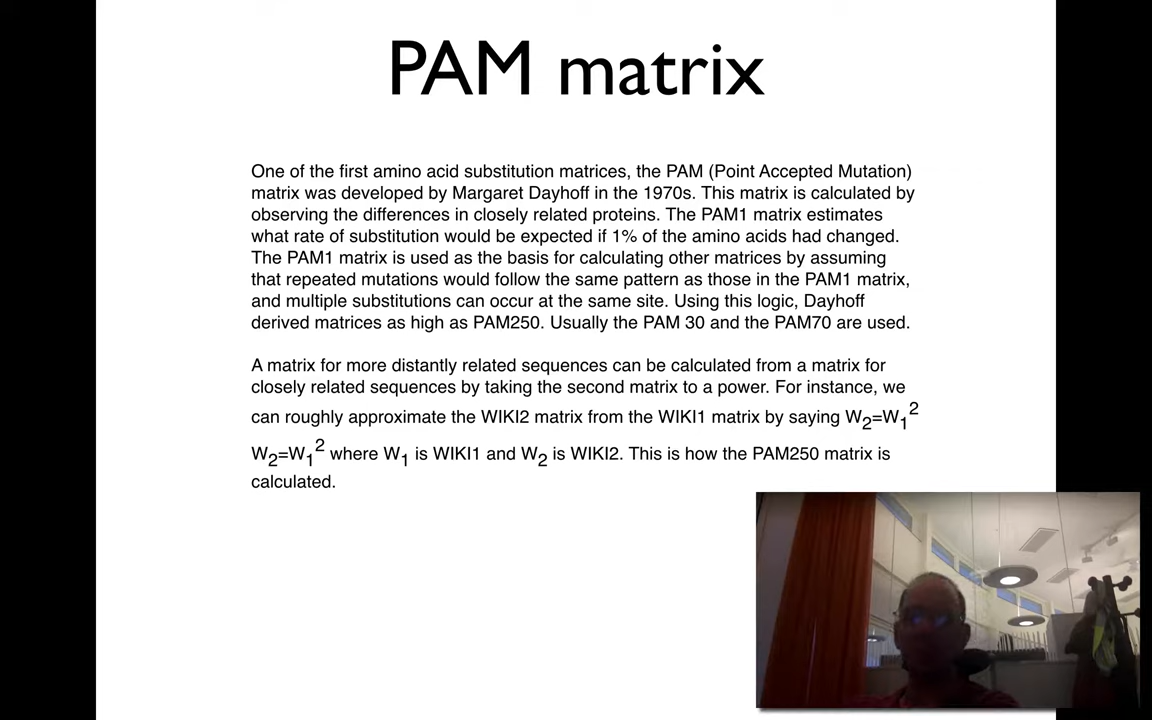 PAM matrix
One of the first amino acid substitution matrices, the PAM (Point Accepted Mutation)
matrix was developed by Margaret Dayhoff in the 1970s. This matrix is calculated by
observing the differences in closely related proteins. The PAM1 matrix estimates
what rate of substitution would be expected if 1% of the amino acids had changed.
The PAM1 matrix is used as the basis for calculating other matrices by assuming
that repeated mutations would follow the same pattern as those in the PAM1 matrix,
and multiple substitutions can occur at the same site. Using this logic, Dayhoff
derived matrices as high as PAM250. Usually the PAM 30 and the PAM70 are used.
A matrix for more distantly related sequences can be calculated from a matrix for
closely related sequences by taking the second matrix to a power. For instance, we
can roughly approximate the WIKI2 matrix from the WIKI1 matrix by saying W₂=W₁²
W₂=W₁² where W₁ is WIKI1 and W₂ is WIKI2. This is how the PAM250 matrix is
calculated.